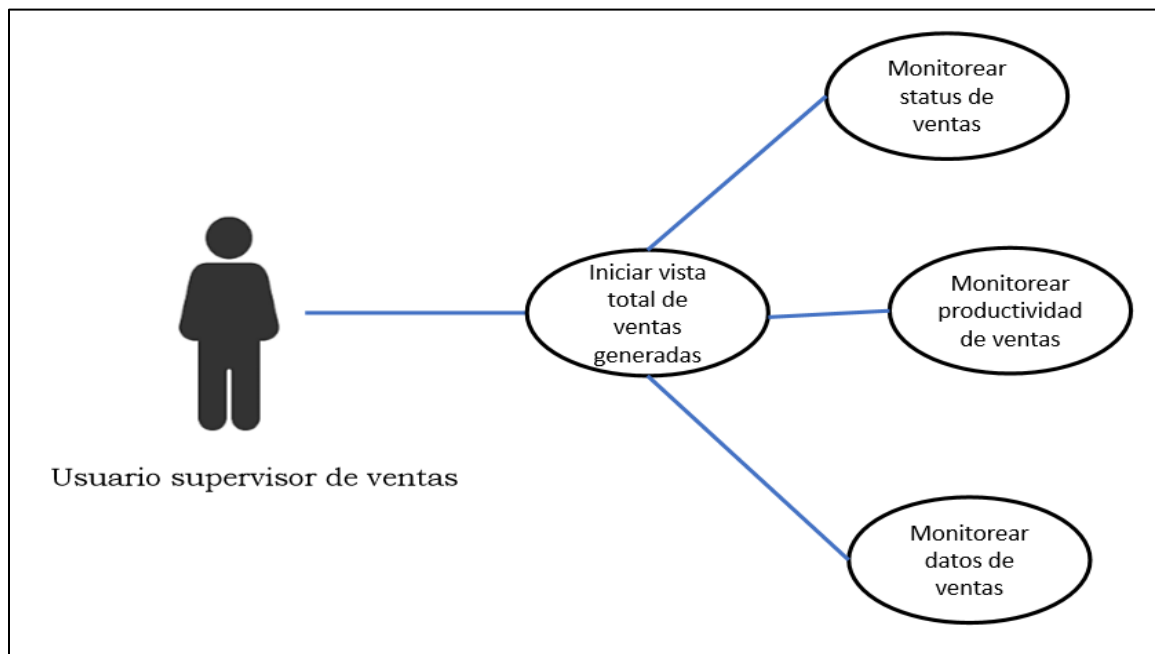 Monitorear
status de
ventas
Iniciar vista
total de
ventas
generadas
Monitorear
productividad
de ventas
Usuario supervisor de ventas
Monitorear
datos de
ventas